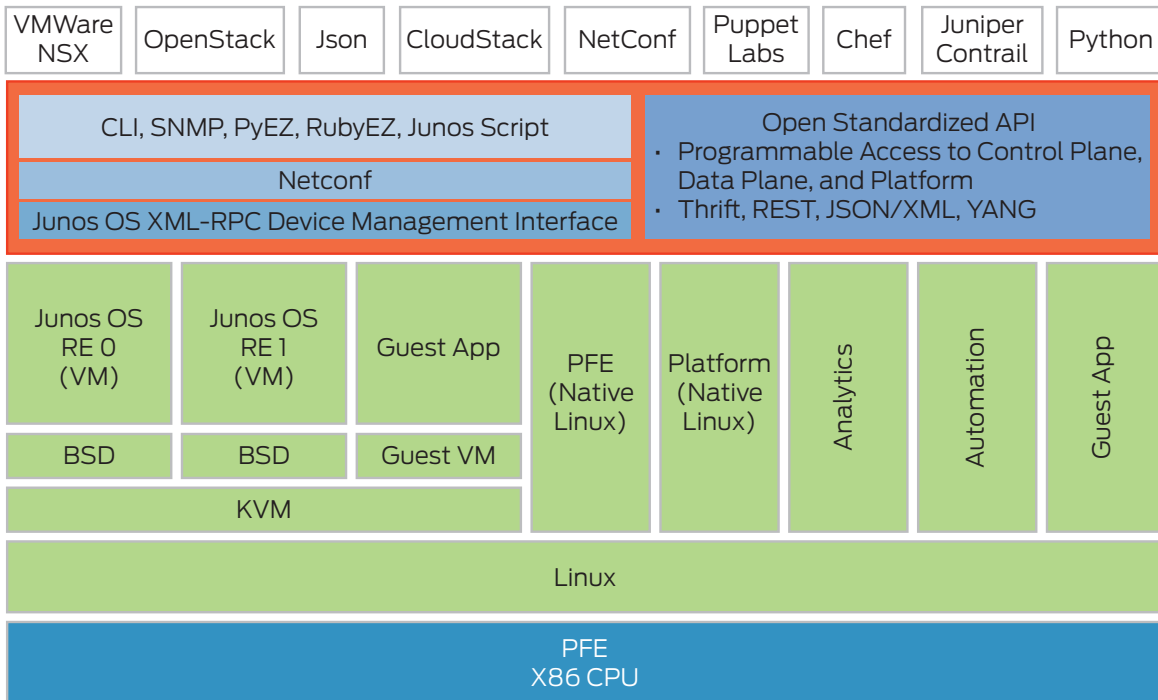 VMWare
NSX
OpenStack
Json
CloudStack
NetConf
Puppet
Labs
Chef
Juniper
Contrail
Python
CLI, SNMP, PyEZ, RubyEZ, Junos Script
Netconf
Junos OS XML-RPC Device Management Interface
Open Standardized API
• Programmable Access to Control Plane,
Data Plane, and Platform
• Thrift, REST, JSON/XML, YANG
Junos OS
RE 0
(VM)
Junos OS
RE 1
(VM)
Guest App
BSD
BSD
Guest VM
KVM
PFE
(Native
Linux)
Platform
(Native
Linux)
Analytics
Automation
Guest App
Linux
PFE
X86 CPU